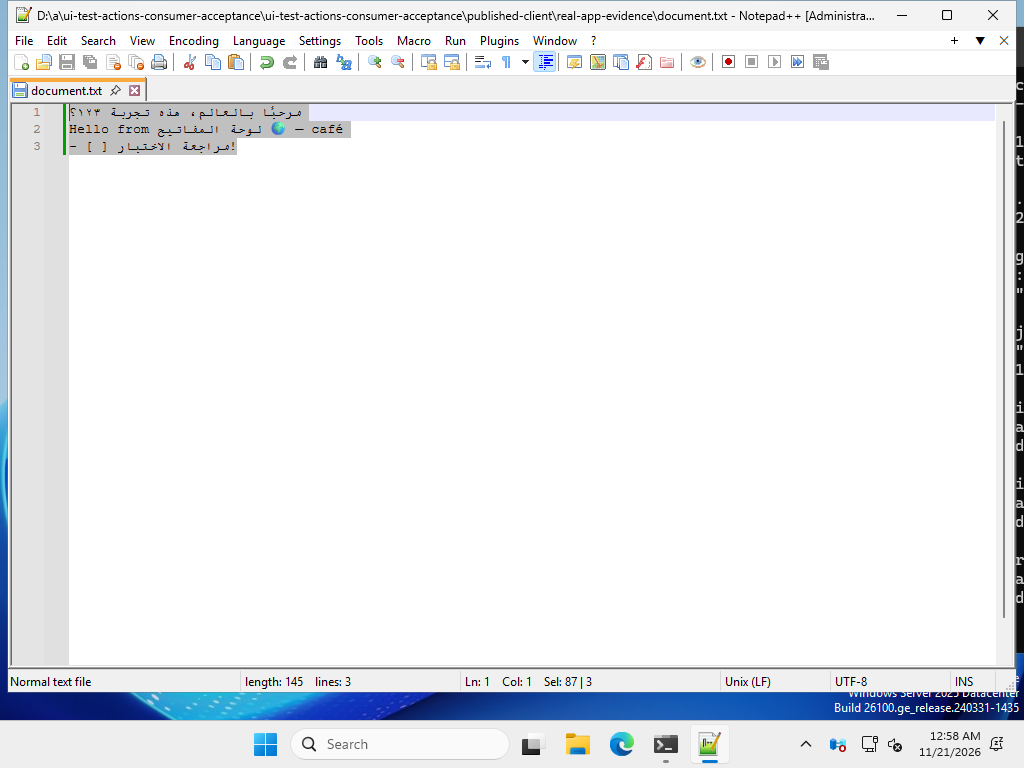 D:\a\ui-test-actions-consumer-acceptance\ui-test-actions-consumer-acceptance\published-client\real-app-evidence\document.txt - Notepad++ [Administra...
File Edit Search View Encoding Language Settings Tools Macro Run Plugins Window ?
document.txt
1 مرحبًا بالعالم، هذه تجربة ١٢٣؟
2 Hello from لوحة المفاتيح 🌍 — café
3 - [ ] مراجعة الاختبار!
Normal text file length: 145 lines: 3 Ln: 1 Col: 1 Sel: 87 | 3 Unix (LF) UTF-8 INS
Windows Server 2025 Datacenter
Build 26100.ge_release.240331-1435
Search
12:58 AM
11/21/2026